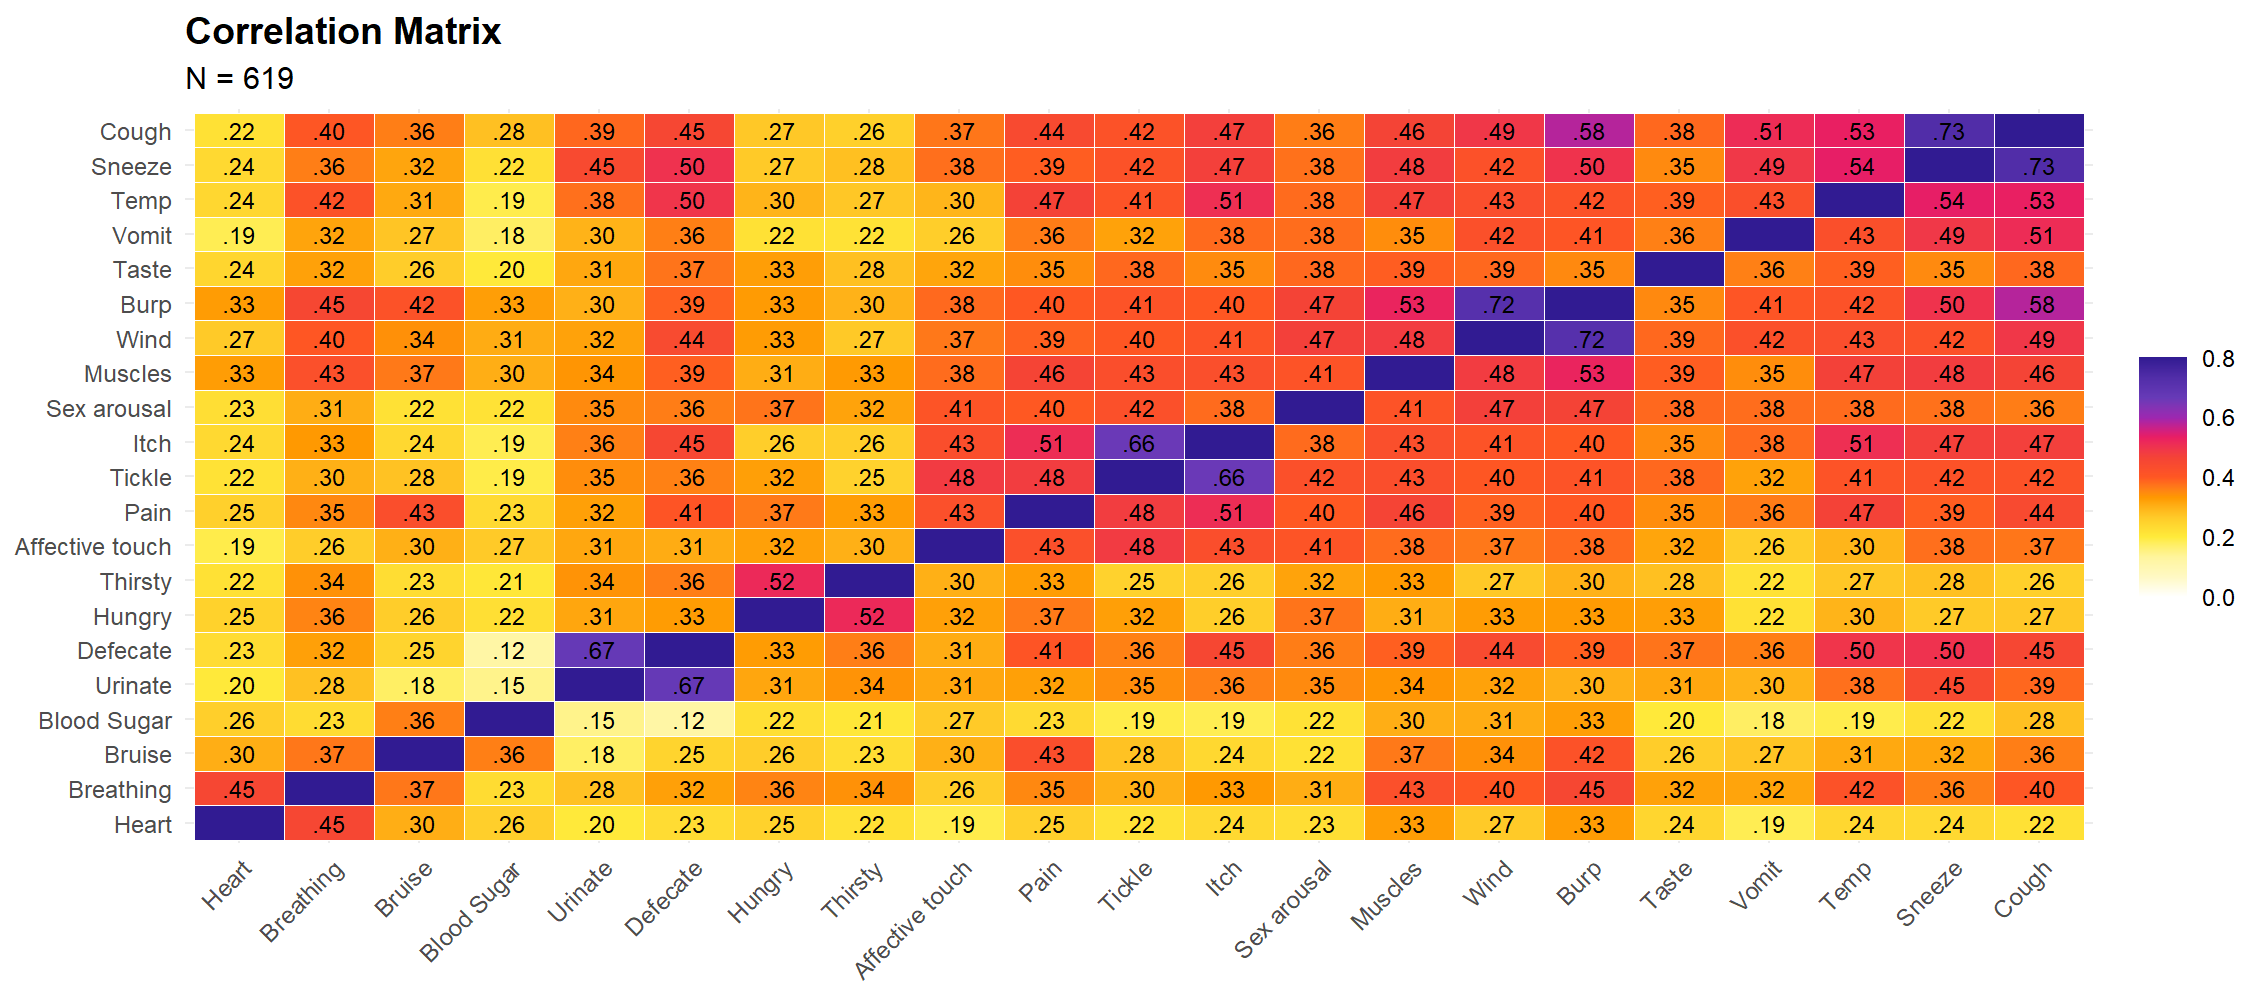 Correlation Matrix
N = 619
Cough .22 .40 .36 .28 .39 .45 .27 .26 .37 .44 .42 .47 .36 .46 .49 .58 .38 .51 .53 .73
Sneeze .24 .36 .32 .22 .45 .50 .27 .28 .38 .39 .42 .47 .38 .48 .42 .50 .35 .49 .54 .73
Temp .24 .42 .31 .19 .38 .50 .30 .27 .30 .47 .41 .51 .38 .47 .43 .42 .39 .43 .54 .53
Vomit .19 .32 .27 .18 .30 .36 .22 .22 .26 .36 .32 .38 .38 .35 .42 .41 .36 .43 .49 .51
Taste .24 .32 .26 .20 .31 .37 .33 .28 .32 .35 .38 .35 .38 .39 .39 .35 .36 .39 .35 .38
Burp .33 .45 .42 .33 .30 .39 .33 .30 .38 .40 .41 .40 .47 .53 .72 .35 .41 .42 .50 .58
Wind .27 .40 .34 .31 .32 .44 .33 .27 .37 .39 .40 .41 .47 .48 .72 .39 .42 .43 .42 .49
Muscles .33 .43 .37 .30 .34 .39 .31 .33 .38 .46 .43 .43 .41 .48 .53 .39 .35 .47 .48 .46
Sex arousal .23 .31 .22 .22 .35 .36 .37 .32 .41 .40 .42 .38 .41 .47 .47 .38 .38 .38 .38 .36
Itch .24 .33 .24 .19 .36 .45 .26 .26 .43 .51 .66 .38 .43 .41 .40 .35 .38 .51 .47 .47
Tickle .22 .30 .28 .19 .35 .36 .32 .25 .48 .48 .66 .42 .43 .40 .41 .38 .32 .41 .42 .42
Pain .25 .35 .43 .23 .32 .41 .37 .33 .43 .48 .51 .40 .46 .39 .40 .35 .36 .47 .39 .44
Affective touch .19 .26 .30 .27 .31 .31 .32 .30 .43 .48 .43 .41 .38 .37 .38 .32 .26 .30 .38 .37
Thirsty .22 .34 .23 .21 .34 .36 .52 .30 .33 .25 .26 .32 .33 .27 .30 .28 .22 .27 .28 .26
Hungry .25 .36 .26 .22 .31 .33 .52 .32 .37 .32 .26 .37 .31 .33 .33 .33 .22 .30 .27 .27
Defecate .23 .32 .25 .12 .67 .33 .36 .31 .41 .36 .45 .36 .39 .44 .39 .37 .36 .50 .50 .45
Urinate .20 .28 .18 .15 .67 .31 .34 .31 .32 .35 .36 .35 .34 .32 .30 .31 .30 .38 .45 .39
Blood Sugar .26 .23 .36 .15 .12 .22 .21 .27 .23 .19 .19 .22 .30 .31 .33 .20 .18 .19 .22 .28
Bruise .30 .37 .36 .18 .25 .26 .23 .30 .43 .28 .24 .22 .37 .34 .42 .26 .27 .31 .32 .36
Breathing .45 .37 .23 .28 .32 .36 .34 .26 .35 .30 .33 .31 .43 .40 .45 .32 .32 .42 .36 .40
Heart .45 .30 .26 .20 .23 .25 .22 .19 .25 .22 .24 .23 .33 .27 .33 .24 .19 .24 .24 .22
Heart Breathing Bruise Blood Sugar Urinate Defecate Hungry Thirsty Affective touch Pain Tickle Itch Sex arousal Muscles Wind Burp Taste Vomit Temp Sneeze Cough
0.8
0.6
0.4
0.2
0.0